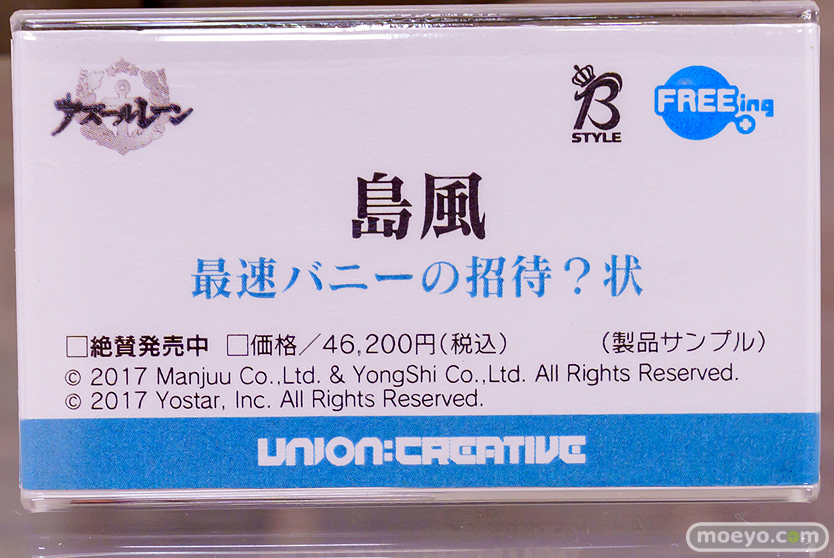 アズールレーン
B
STYLE
FREEing
島風
最速バニーの招待？状
□絶賛発売中 □価格／46,200円(税込) (製品サンプル)
© 2017 Manjuu Co.,Ltd. & YongShi Co.,Ltd. All Rights Reserved.
© 2017 Yostar, Inc. All Rights Reserved.
UNION:CREATIVE
moeyo.com